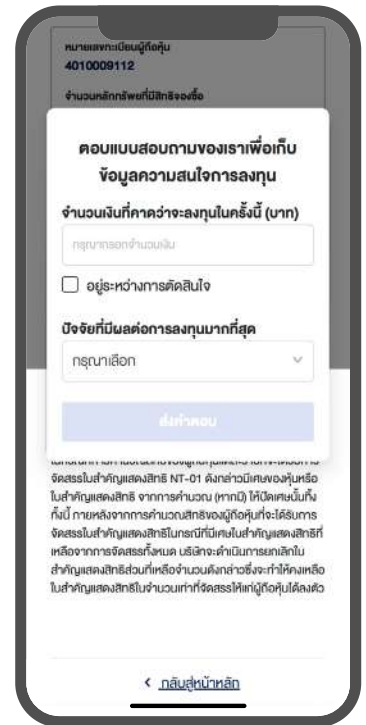 หมายเลขทะเบียนผู้ถือหุ้น
4010009112
จำนวนหลักทรัพย์ที่มีสิทธิจองซื้อ
ตอบแบบสอบถามของเราเพื่อเก็บ
ข้อมูลความสนใจการลงทุน
จำนวนเงินที่คาดว่าจะลงทุนในครั้งนี้ (บาท)
กรุณากรอกจำนวนเงิน
อยู่ระหว่างการตัดสินใจ
ปัจจัยที่มีผลต่อการลงทุนมากที่สุด
กรุณาเลือก
ส่งคำตอบ
จัดสรรใบสำคัญแสดงสิทธิ NT-01 ดังกล่าวมีเศษของหุ้นหรือ
ใบสำคัญแสดงสิทธิ จากการคำนวณ (หากมี) ให้ปัดเศษนั้นทิ้ง
ทั้งนี้ ภายหลังจากการคำนวณสิทธิของผู้ถือหุ้นที่จะได้รับการ
จัดสรรใบสำคัญแสดงสิทธิในกรณีที่มีเศษใบสำคัญแสดงสิทธิที่
เหลือจากการจัดสรรทั้งหมด บริษัทจะดำเนินการยกเลิกใบ
สำคัญแสดงสิทธิส่วนที่เหลือจำนวนดังกล่าวซึ่งจะทำให้คงเหลือ
ใบสำคัญแสดงสิทธิในจำนวนเท่าที่จัดสรรให้แก่ผู้ถือหุ้นได้ลงตัว
กลับสู่หน้าหลัก